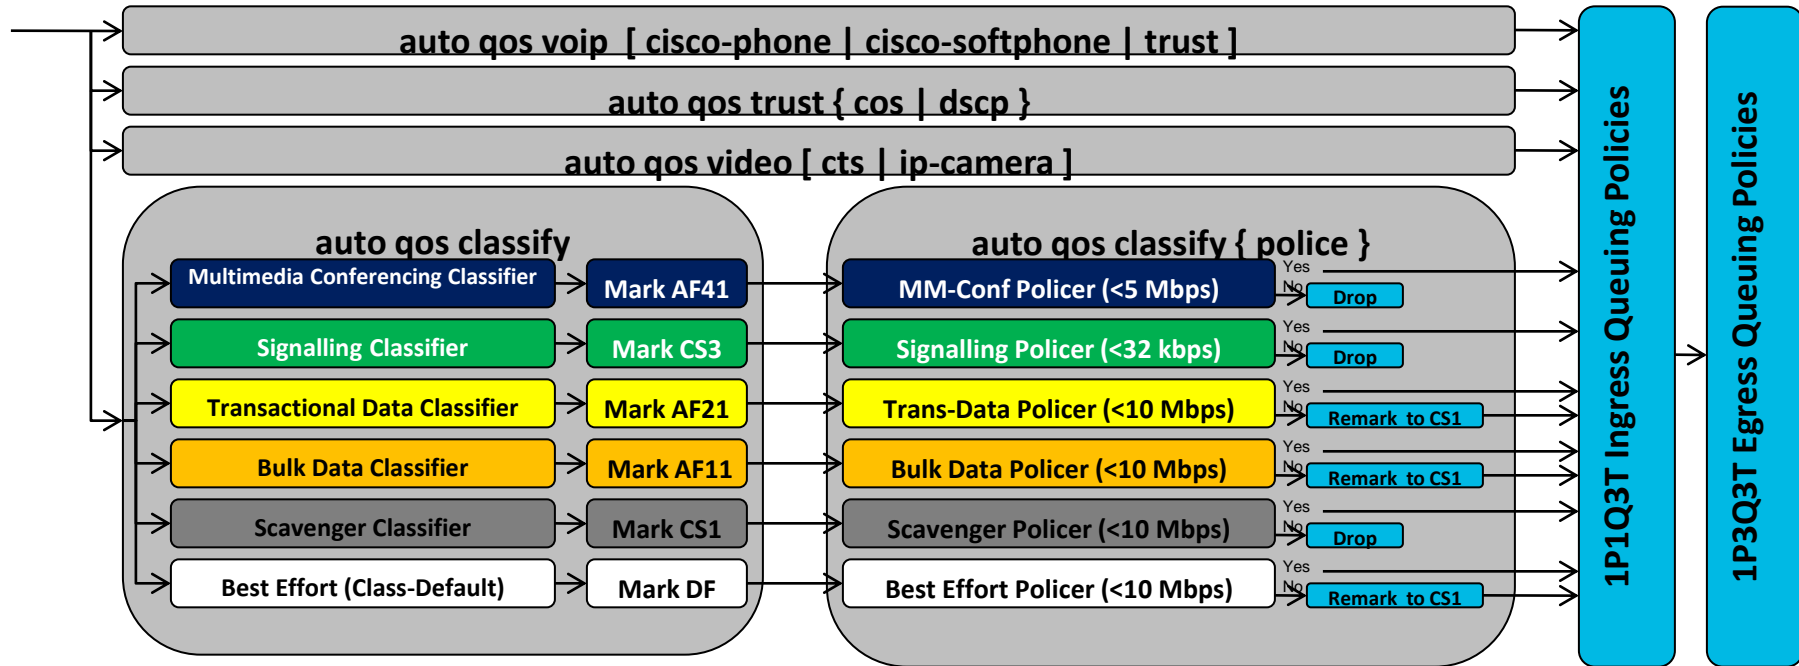 auto qos voip [ cisco-phone | cisco-softphone | trust ]
auto qos trust { cos | dscp }
auto qos video [ cts | ip-camera ]
auto qos classify
auto qos classify { police }
Multimedia Conferencing Classifier
Mark AF41
MM-Conf Policer (<5 Mbps)
Yes
No
Drop
Signalling Classifier
Mark CS3
Signalling Policer (<32 kbps)
Yes
No
Drop
Transactional Data Classifier
Mark AF21
Trans-Data Policer (<10 Mbps)
Yes
No
Remark to CS1
Bulk Data Classifier
Mark AF11
Bulk Data Policer (<10 Mbps)
Yes
No
Remark to CS1
Scavenger Classifier
Mark CS1
Scavenger Policer (<10 Mbps)
Yes
No
Drop
Best Effort (Class-Default)
Mark DF
Best Effort Policer (<10 Mbps)
Yes
No
Remark to CS1
1P1Q3T Ingress Queuing Policies
1P3Q3T Egress Queuing Policies